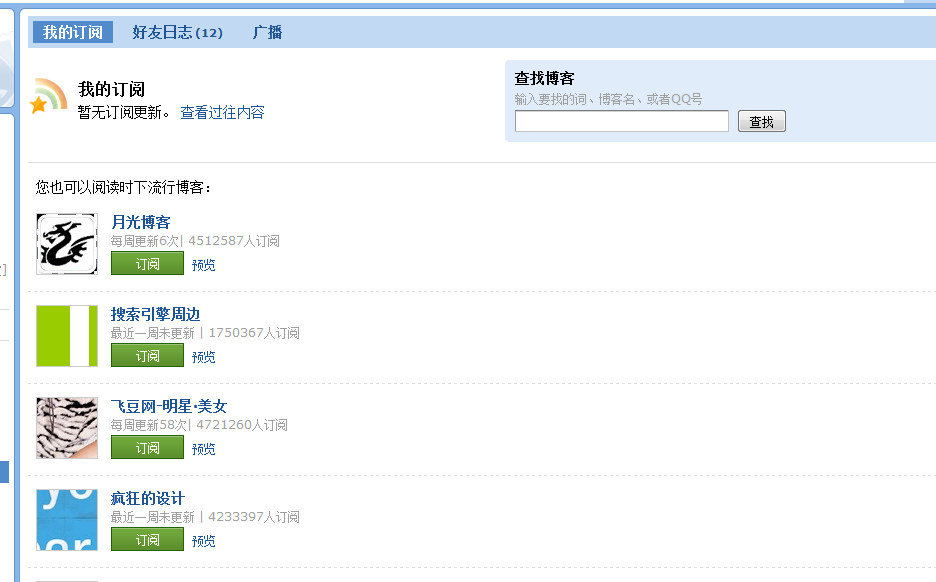 我的订阅 好友日志(12) 广播
我的订阅
暂无订阅更新。 查看过往内容
查找博客
输入要找的词、博客名、或者QQ号
查找
您也可以阅读时下流行博客：
月光博客
每周更新6次| 4512587人订阅
订阅 预览
搜索引擎周边
最近一周未更新 | 1750367人订阅
订阅 预览
飞豆网-明星·美女
每周更新58次| 4721260人订阅
订阅 预览
疯狂的设计
最近一周未更新 | 4233397人订阅
订阅 预览